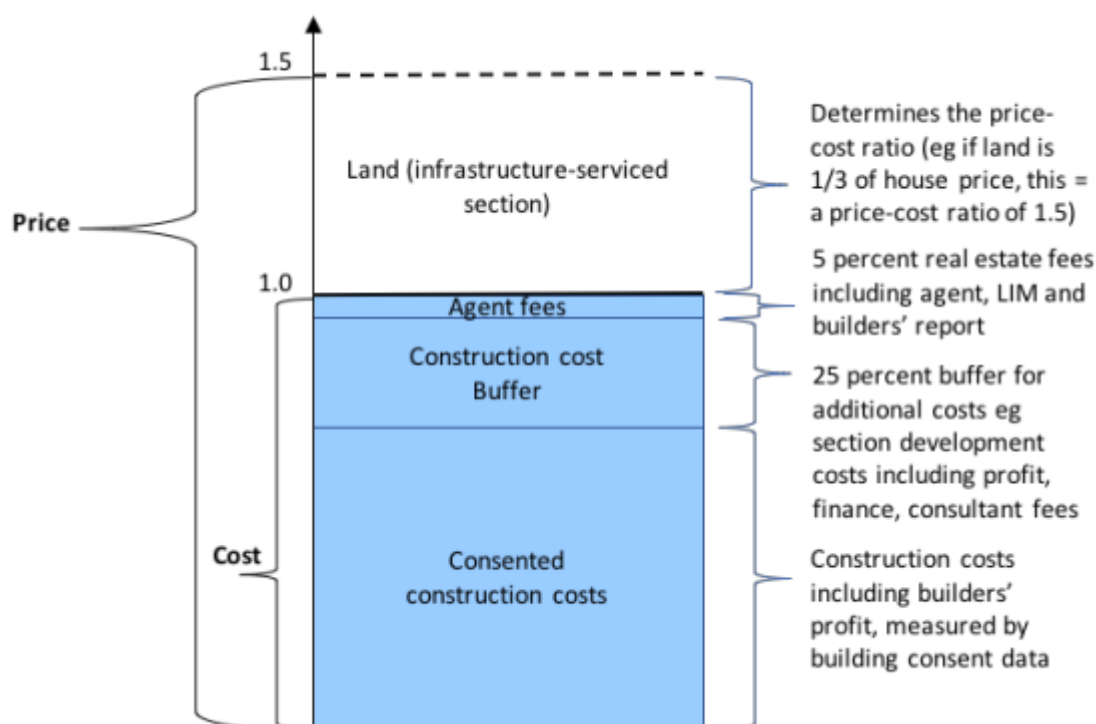 1.5
Land (infrastructure-serviced
section)
Price
1.0
Agent fees
Construction cost
Buffer
Cost
Consented
construction costs
Determines the price-
cost ratio (eg if land is
1/3 of house price, this =
a price-cost ratio of 1.5)
5 percent real estate fees
including agent, LIM and
builders’ report
25 percent buffer for
additional costs eg
section development
costs including profit,
finance, consultant fees
Construction costs
including builders’
profit, measured by
building consent data